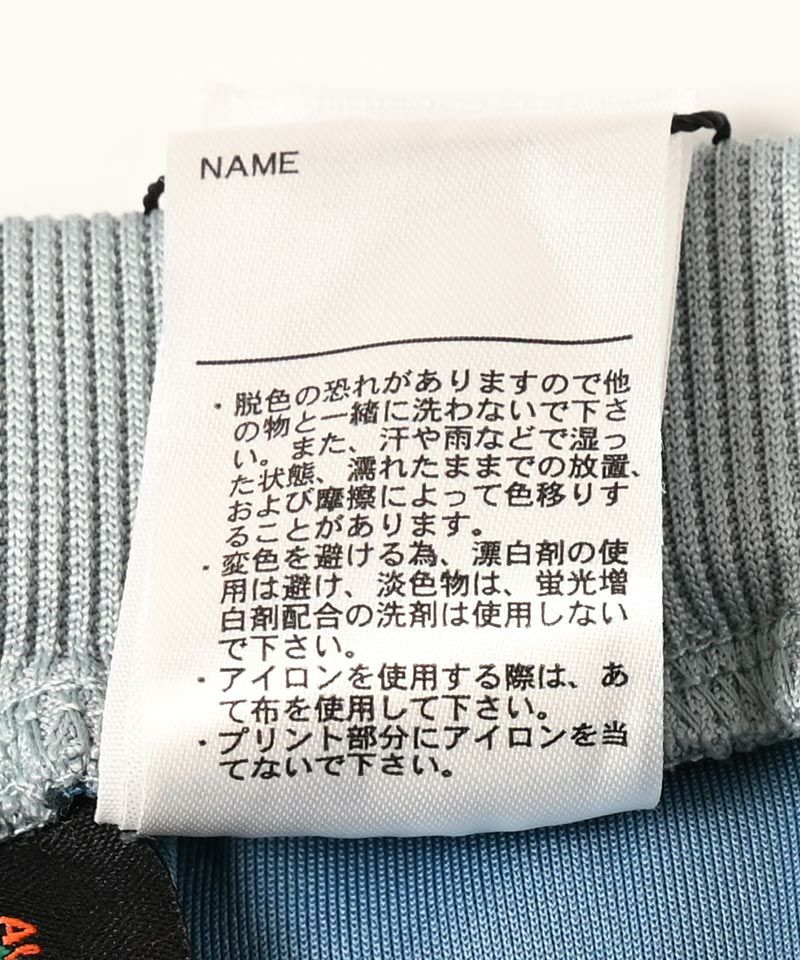 NAME
・脱色の恐れがありますので他
の物と一緒に洗わないで下さ
い。また、汗や雨などで湿っ
た状態、濡れたままでの放置、
および摩擦によって色移りす
ることがあります。
・変色を避ける為、漂白剤の使
用は避け、淡色物は、蛍光増
白剤配合の洗剤は使用しない
で下さい。
・アイロンを使用する際は、あ
て布を使用して下さい。
・プリント部分にアイロンを当
てないで下さい。